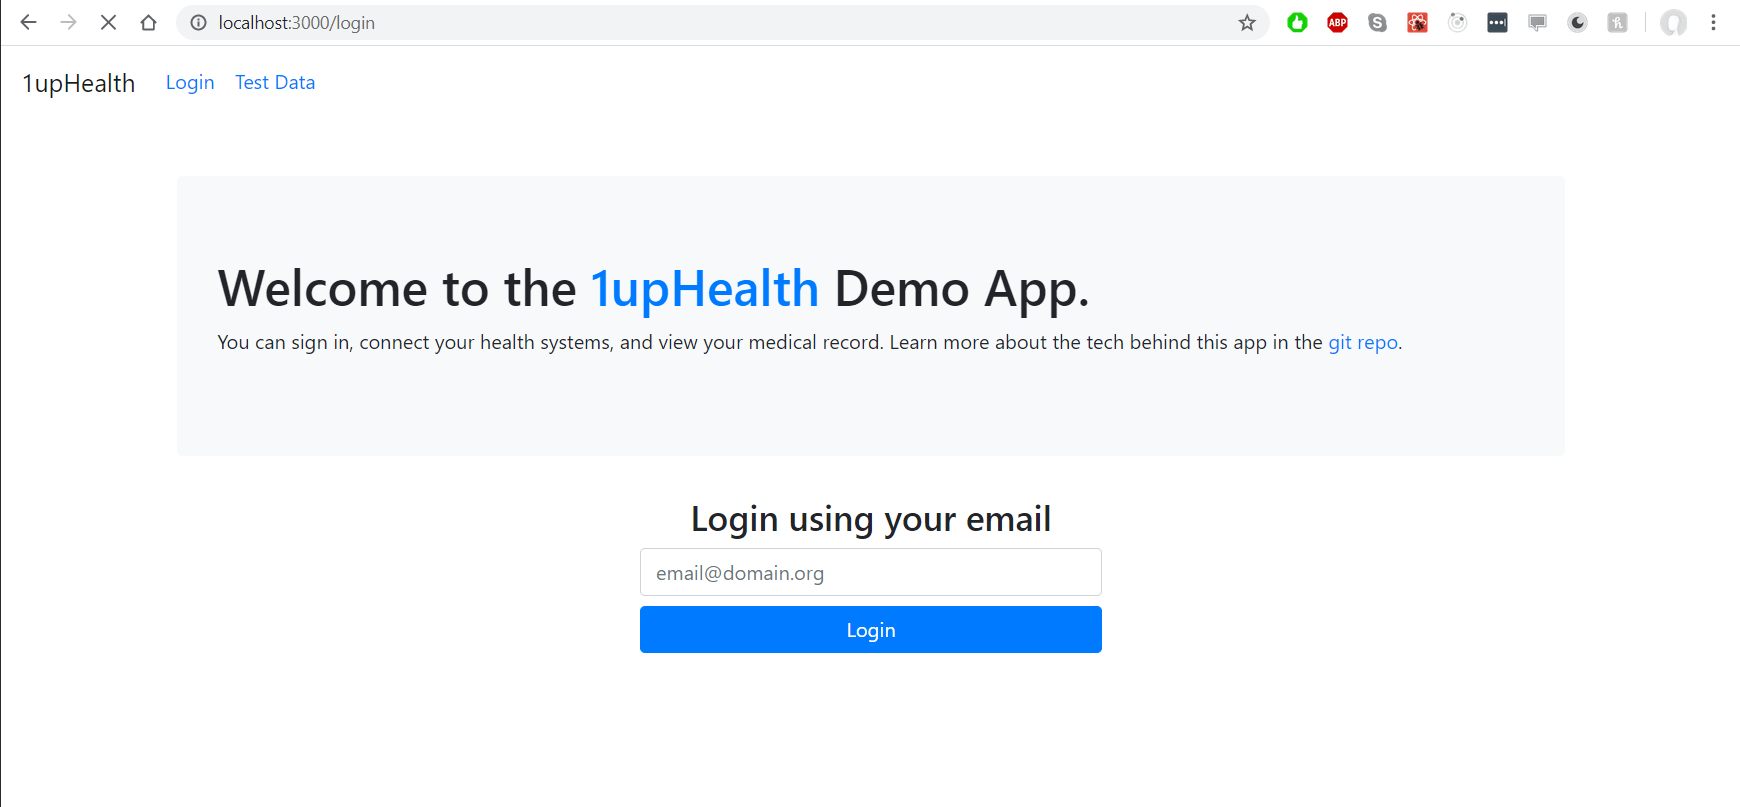 localhost:3000/login
ABP
1upHealth Login Test Data
Welcome to the 1upHealth Demo App.
You can sign in, connect your health systems, and view your medical record. Learn more about the tech behind this app in the git repo.
Login using your email
email@domain.org
Login